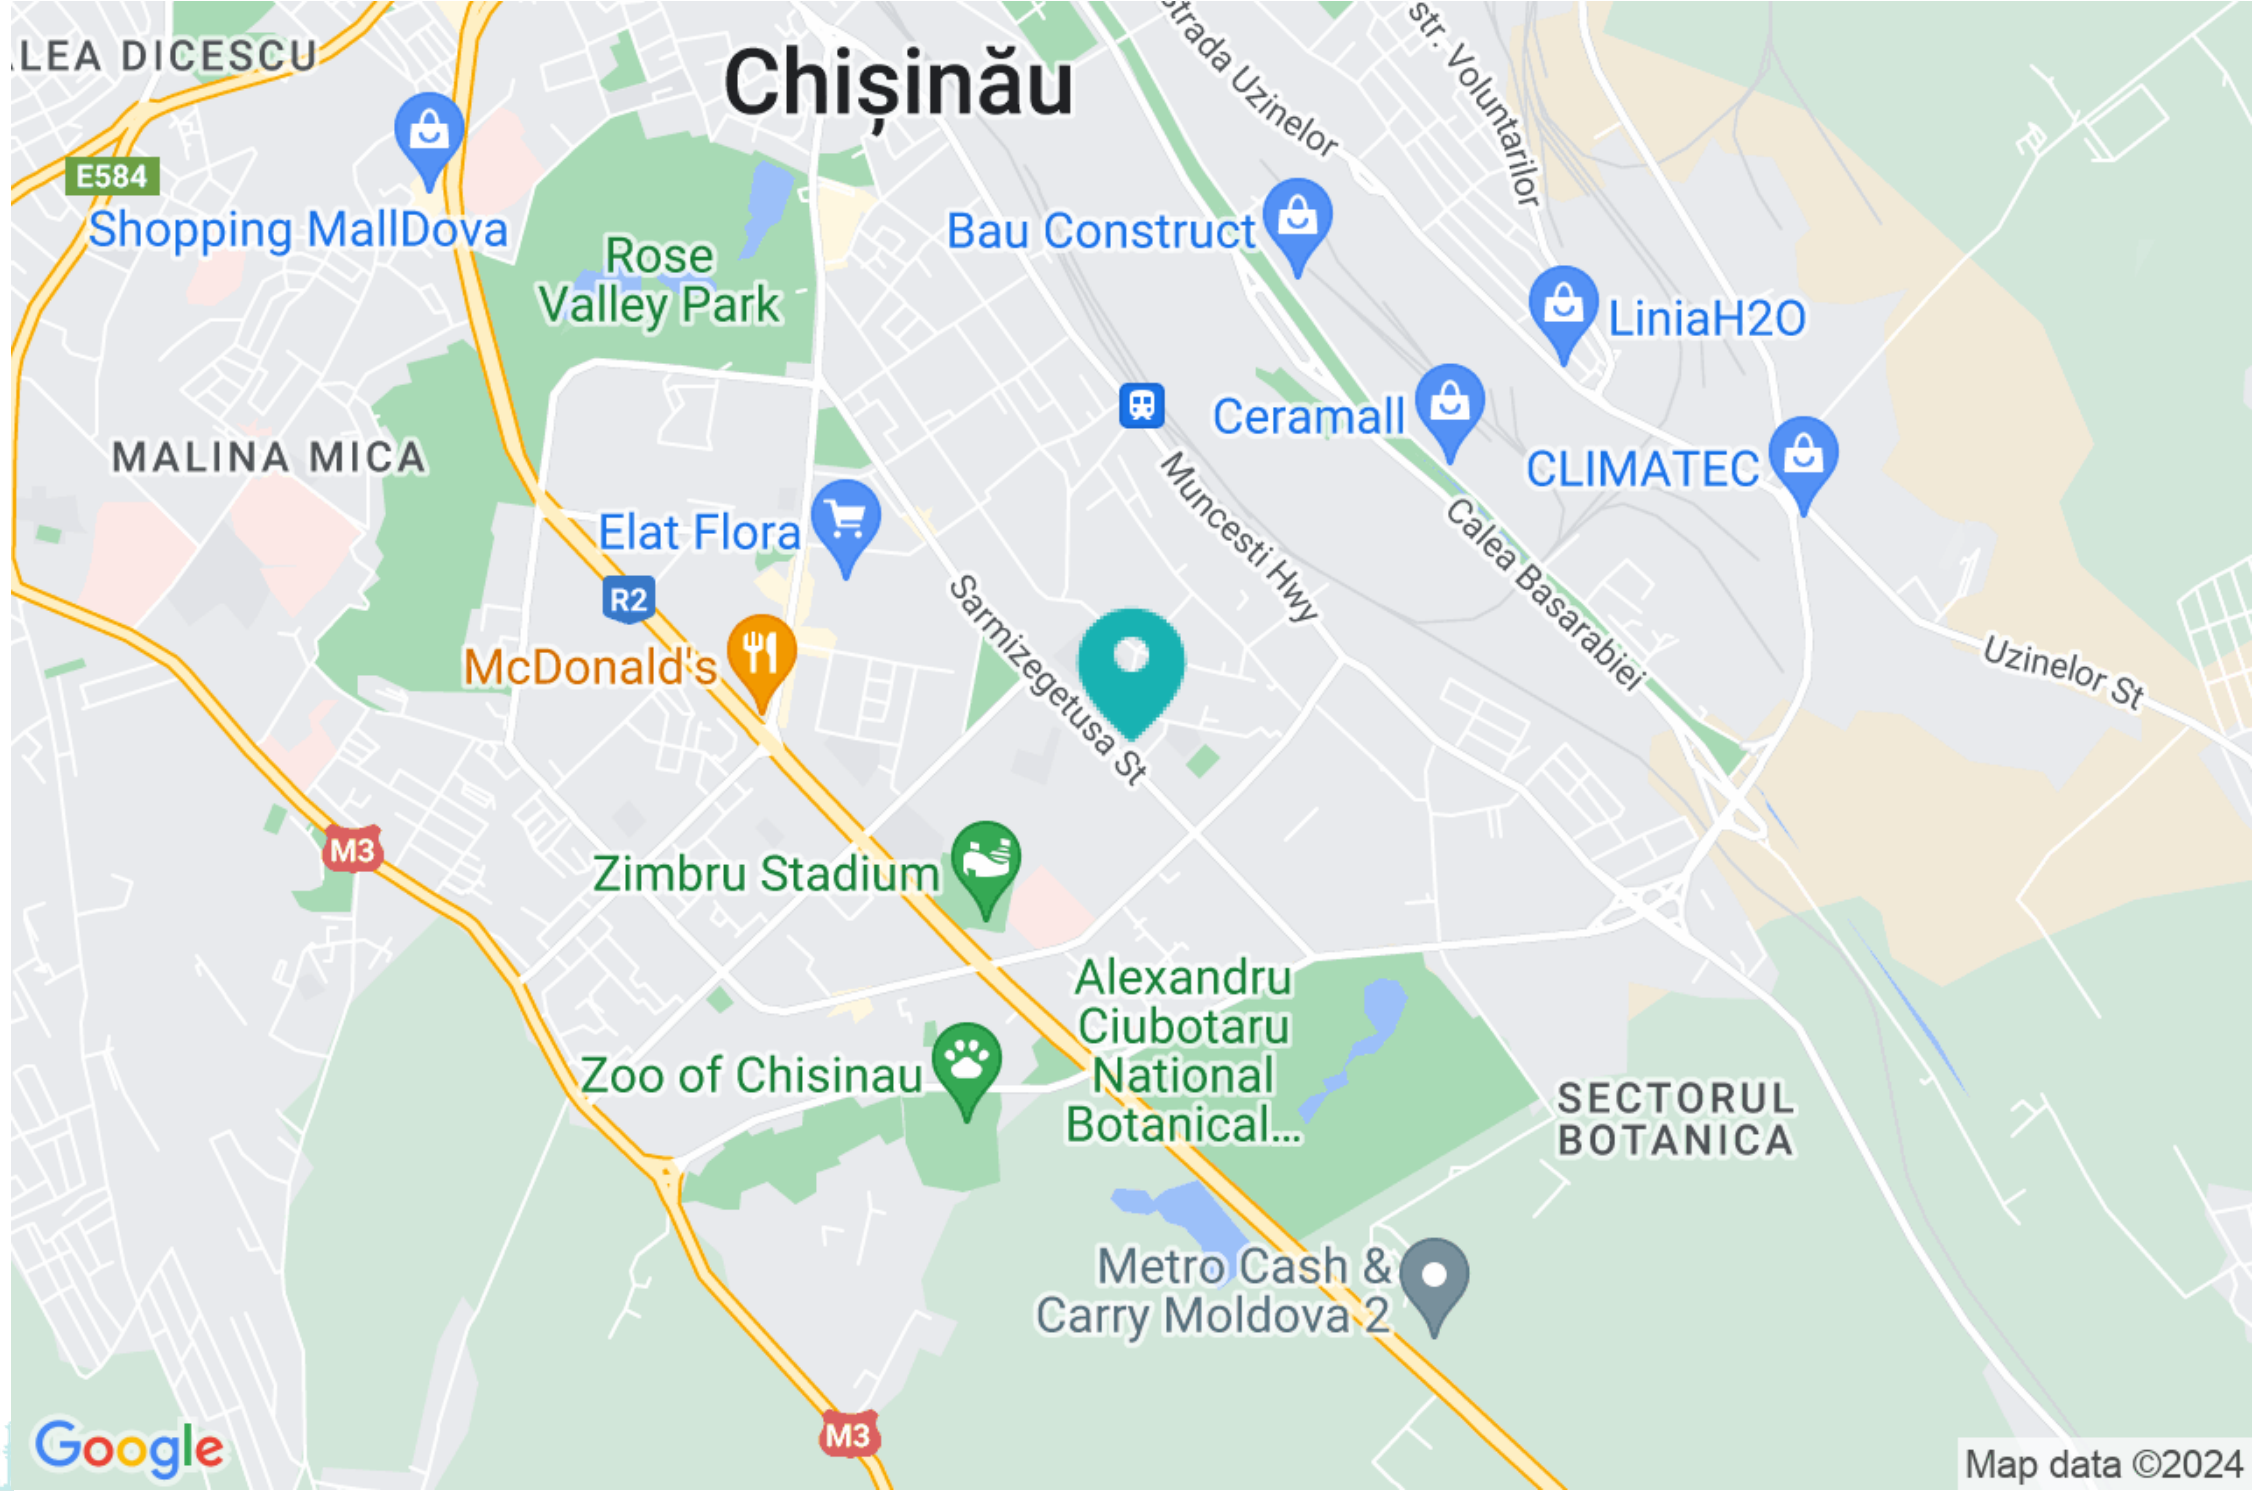 LEA DICESCU
Chișinău
Strada Uzinelor
str. Voluntarilor
E584
Shopping MallDova
Rose
Valley Park
Bau Construct
LiniaH2O
Ceramall
CLIMATEC
MALINA MICA
Muncesti Hwy
Calea Basarabiei
Elat Flora
R2
Sarmizegetusa St
McDonald's
Uzinelor St
M3
Zimbru Stadium
Alexandru
Ciubotaru
National
Botanical...
Zoo of Chisinau
SECTORUL
BOTANICA
Metro Cash &
Carry Moldova 2
M3
Google
Map data ©2024